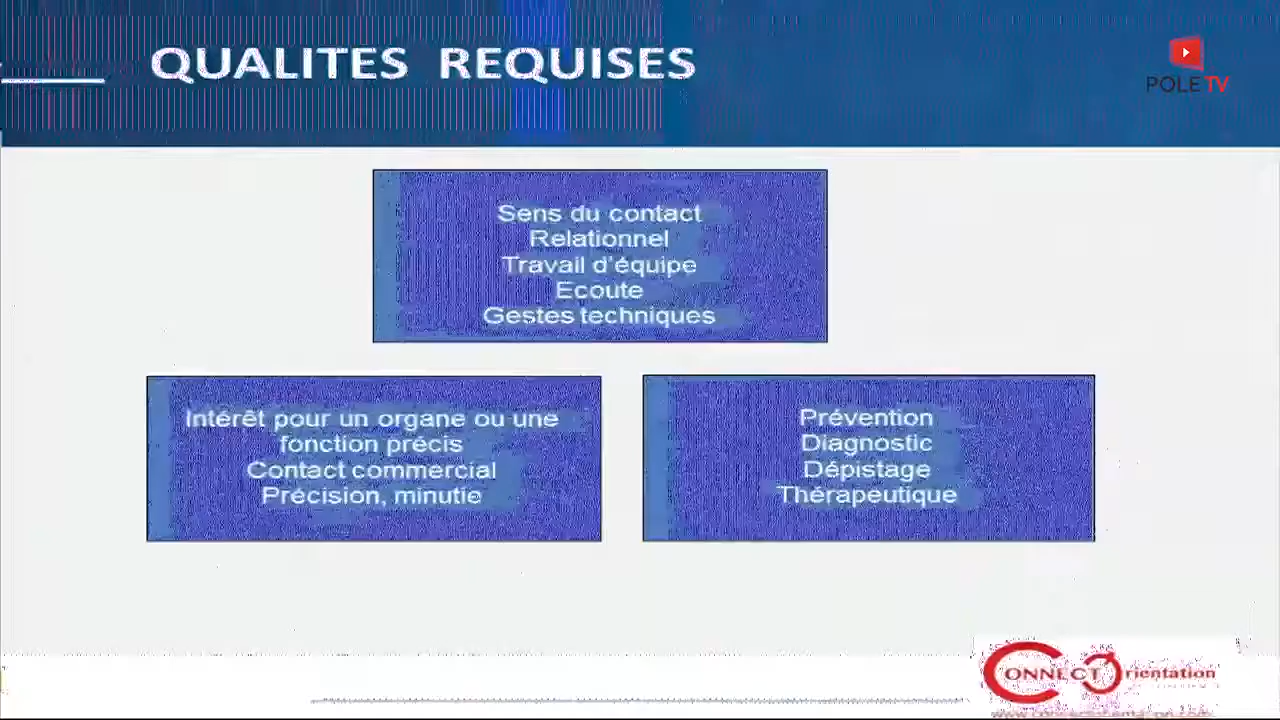 QUALITES REQUISES
POLE TV
Sens du contact
Relationnel
Travail d'équipe
Ecoute
Gestes techniques
Intérêt pour un organe ou une
fonction précis
Contact commercial
Précision, minutie
Prévention
Diagnostic
Dépistage
Thérapeutique
CONNECT Orientation